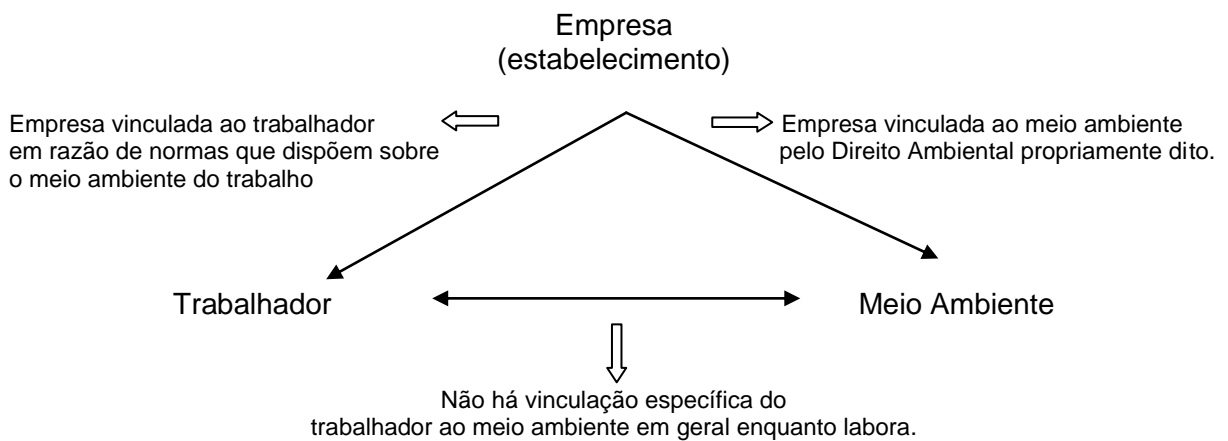 Empresa
(estabelecimento)
Empresa vinculada ao trabalhador
em razão de normas que dispõem sobre
o meio ambiente do trabalho
Empresa vinculada ao meio ambiente
pelo Direito Ambiental propriamente dito.
Trabalhador
Meio Ambiente
Não há vinculação específica do
trabalhador ao meio ambiente em geral enquanto labora.